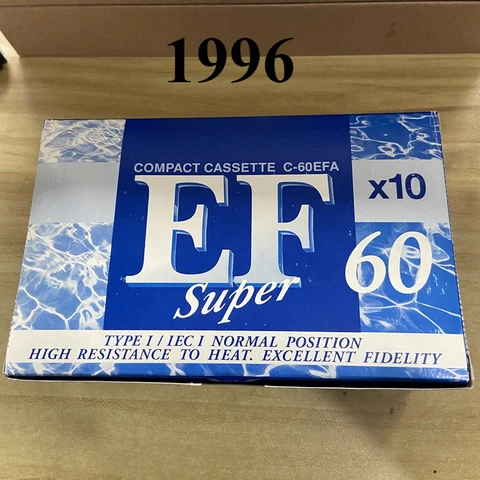 1996
COMPACT CASSETTE C-60EFA
EF
x10
Super
60
TYPE I / IEC I NORMAL POSITION
HIGH RESISTANCE TO HEAT. EXCELLENT FIDELITY